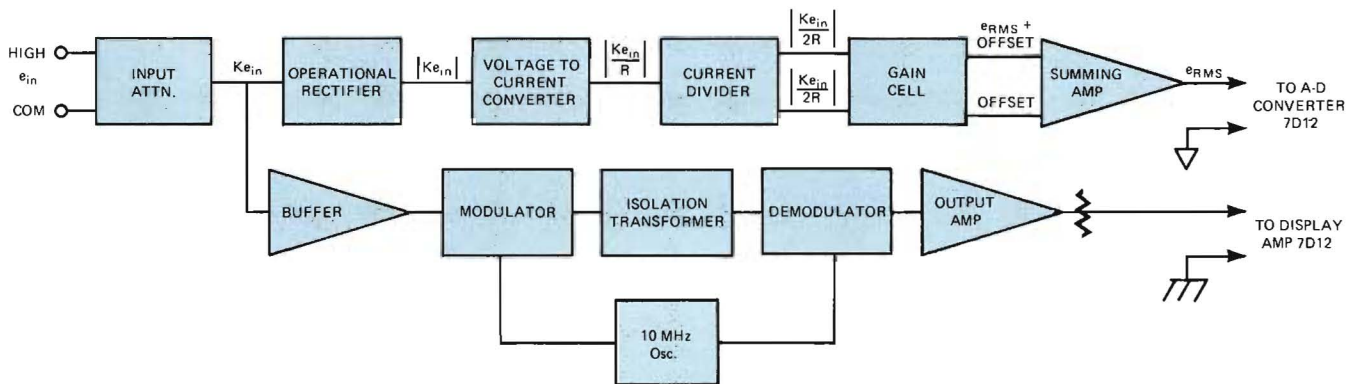 HIGH
e_in
COM
INPUT
ATTN.
Ke_in
OPERATIONAL
RECTIFIER
|Ke_in|
VOLTAGE TO
CURRENT
CONVERTER
|Ke_in/R|
CURRENT
DIVIDER
|Ke_in/2R|
|Ke_in/2R|
GAIN
CELL
e_RMS +
OFFSET
OFFSET
SUMMING
AMP
e_RMS
TO A-D
CONVERTER
7D12
BUFFER
MODULATOR
ISOLATION
TRANSFORMER
DEMODULATOR
OUTPUT
AMP
TO DISPLAY
AMP 7D12
10 MHz
Osc.